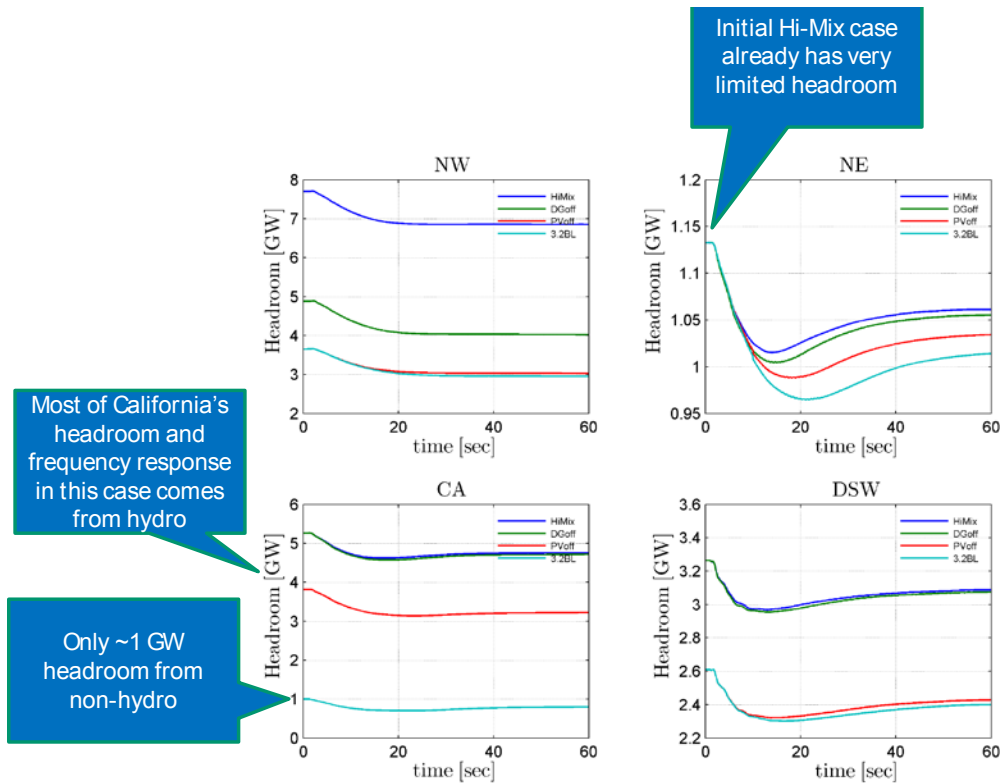 Initial Hi-Mix case
already has very
limited headroom
NW
8
7
6
5
4
3
2
Headroom [GW]
HiMix
DGoff
PVoff
3.2BL
0
20
40
60
time [sec]
NE
1.2
1.15
1.1
1.05
1
0.95
Headroom [GW]
HiMix
DGoff
PVoff
3.2BL
0
20
40
60
time [sec]
Most of California's
headroom and
frequency response
in this case comes
from hydro
Only ~1 GW
headroom from
non-hydro
CA
6
5
4
3
2
1
0
Headroom [GW]
HiMix
DGoff
PVoff
3.2BL
0
20
40
60
time [sec]
DSW
3.6
3.4
3.2
3
2.8
2.6
2.4
2.2
Headroom [GW]
HiMix
DGoff
PVoff
3.2BL
0
20
40
60
time [sec]